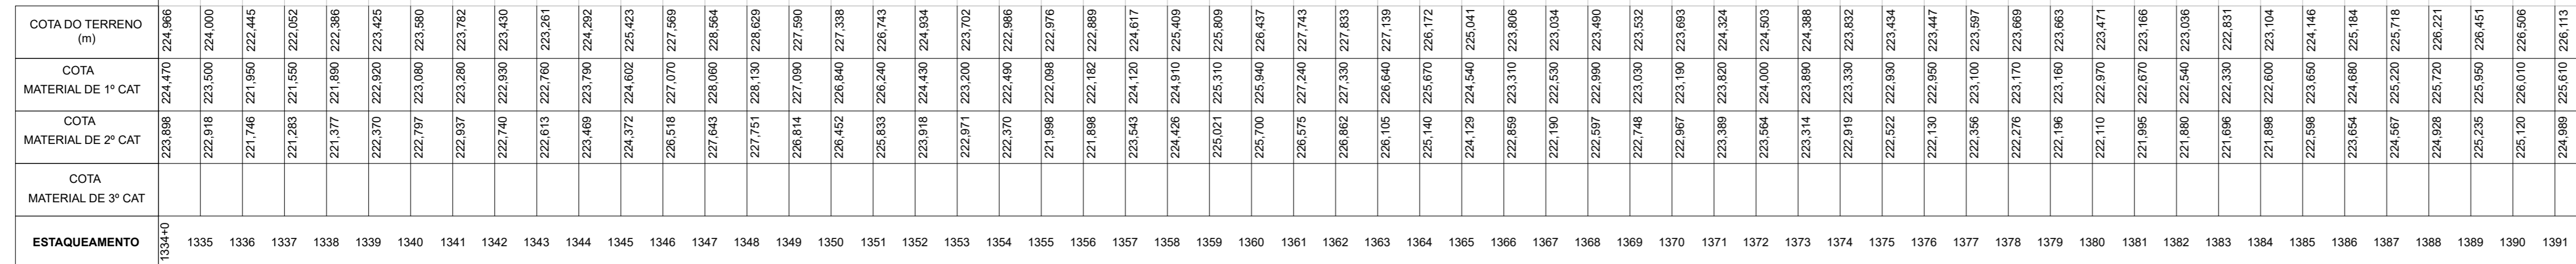 COTA DO TERRENO
(m)
224,966 224,000 222,445 222,052 222,386 223,425 223,580 223,782 223,430 223,261 224,292 225,423 227,569 228,564 228,629 227,590 227,338 226,743 224,934 223,702 222,986 222,976 222,889 224,617 225,409 225,809 226,437 227,743 227,833 227,139 226,172 225,041 223,806 223,034 223,490 223,532 223,693 224,324 224,503 224,388 223,832 223,434 223,447 223,597 223,669 223,663 223,471 223,166 223,036 222,831 223,104 224,146 225,184 225,718 226,221 226,451 226,506 226,113
COTA
MATERIAL DE 1º CAT
224,470 223,500 221,950 221,550 221,890 222,920 223,080 223,280 222,930 222,760 223,790 224,602 227,070 228,060 228,130 227,090 226,840 226,240 224,430 223,200 222,490 222,098 222,182 224,120 224,910 225,310 225,940 227,240 227,330 226,640 225,670 224,540 223,310 222,530 222,990 223,030 223,190 223,820 224,000 223,890 223,330 222,930 222,950 223,100 223,170 223,160 222,970 222,670 222,540 222,330 222,600 223,650 224,680 225,220 225,720 225,950 226,010 225,610
COTA
MATERIAL DE 2º CAT
223,898 222,918 221,746 221,283 221,377 222,370 222,797 222,937 222,740 222,613 223,469 224,372 226,518 227,643 227,751 226,814 226,452 225,833 223,918 222,971 222,370 221,998 221,898 223,543 224,426 225,021 225,700 226,575 226,862 226,105 225,140 224,129 222,859 222,190 222,597 222,748 222,967 223,389 223,564 223,314 222,919 222,522 222,130 222,356 222,276 222,196 222,110 221,995 221,880 221,696 221,898 222,598 223,654 224,567 224,928 225,235 225,120 224,989
COTA
MATERIAL DE 3º CAT
ESTAQUEAMENTO
1334+0 1335 1336 1337 1338 1339 1340 1341 1342 1343 1344 1345 1346 1347 1348 1349 1350 1351 1352 1353 1354 1355 1356 1357 1358 1359 1360 1361 1362 1363 1364 1365 1366 1367 1368 1369 1370 1371 1372 1373 1374 1375 1376 1377 1378 1379 1380 1381 1382 1383 1384 1385 1386 1387 1388 1389 1390 1391